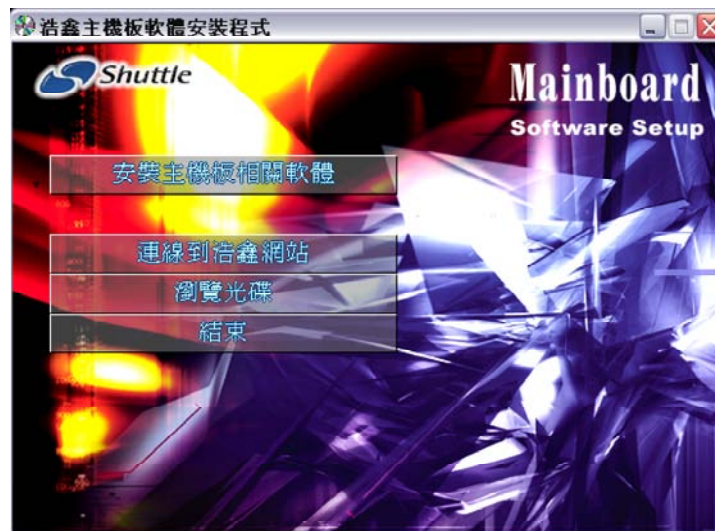 浩鑫主機板軟體安裝程式
Shuttle
Mainboard
Software Setup
安裝主機板相關軟體
連線到浩鑫網站
瀏覽光碟
結束